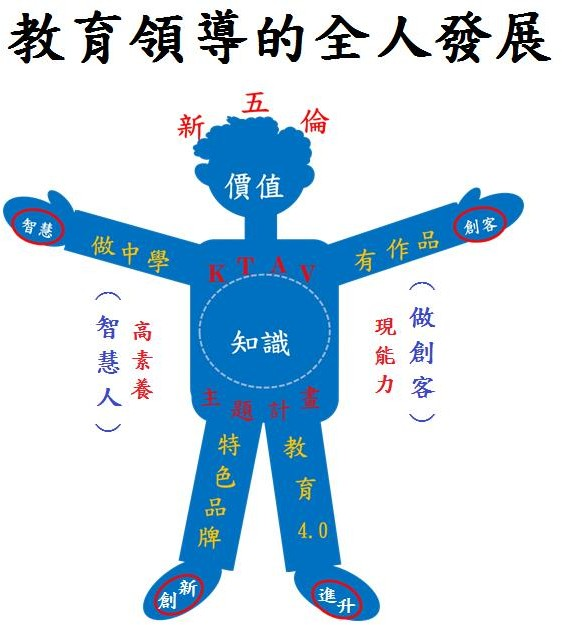 教育領導的全人發展
新五倫
價值
智慧
創客
做中學
有作品
KTAV
知識
（智慧人）
高素養
現能力
（做創客）
主題計畫
特色品牌
教育4.0
創新
進升